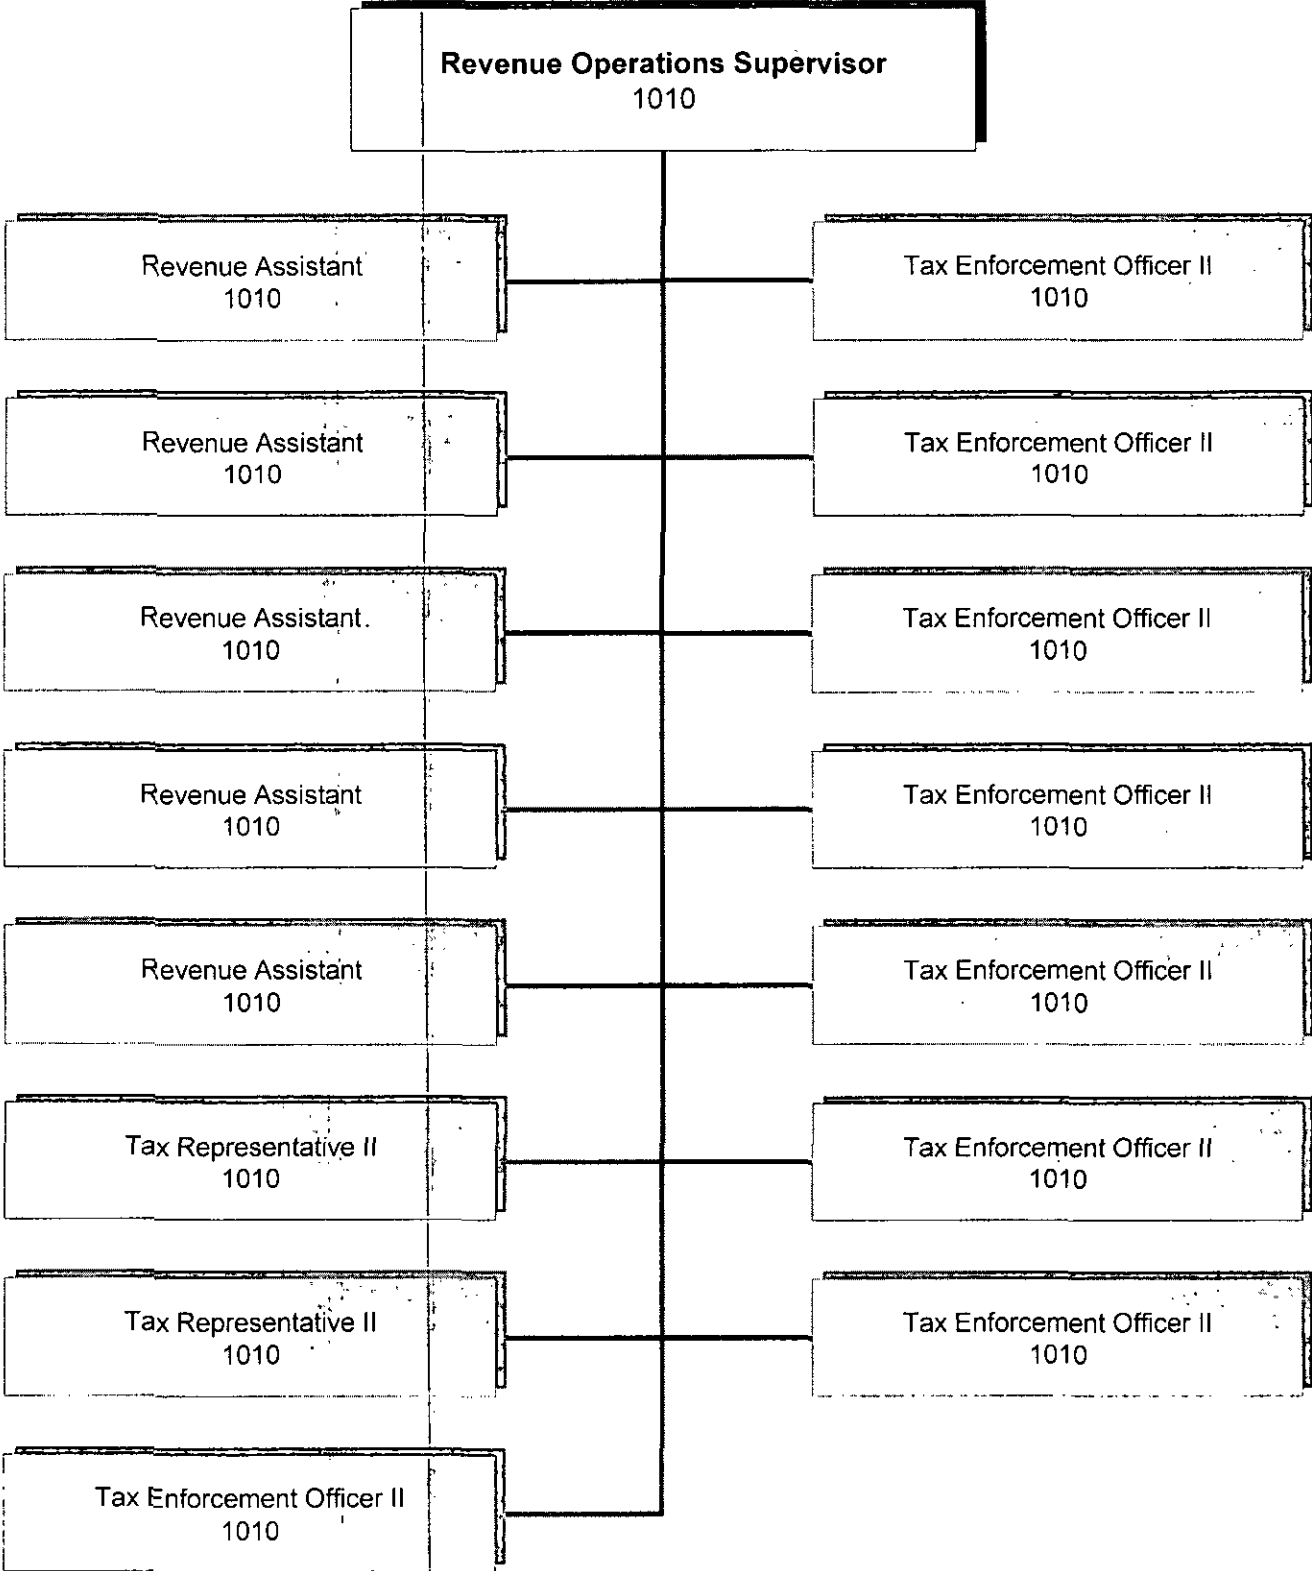 Revenue Operations Supervisor
1010
Revenue Assistant
1010
Tax Enforcement Officer II
1010
Revenue Assistant
1010
Tax Enforcement Officer II
1010
Revenue Assistant
1010
Tax Enforcement Officer II
1010
Revenue Assistant
1010
Tax Enforcement Officer II
1010
Revenue Assistant
1010
Tax Enforcement Officer II
1010
Tax Representative II
1010
Tax Enforcement Officer II
1010
Tax Representative II
1010
Tax Enforcement Officer II
1010
Tax Enforcement Officer II
1010